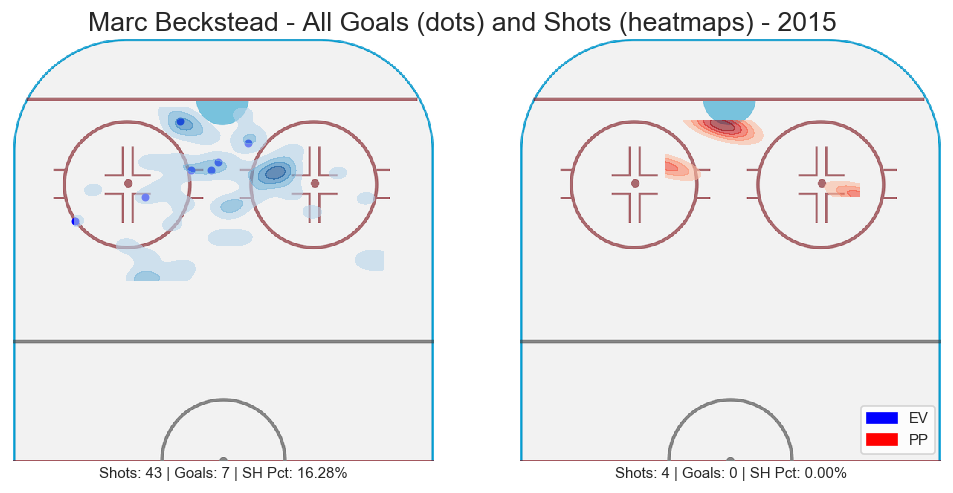 Marc Beckstead - All Goals (dots) and Shots (heatmaps) - 2015
EV
PP
Shots: 43 | Goals: 7 | SH Pct: 16.28%
Shots: 4 | Goals: 0 | SH Pct: 0.00%